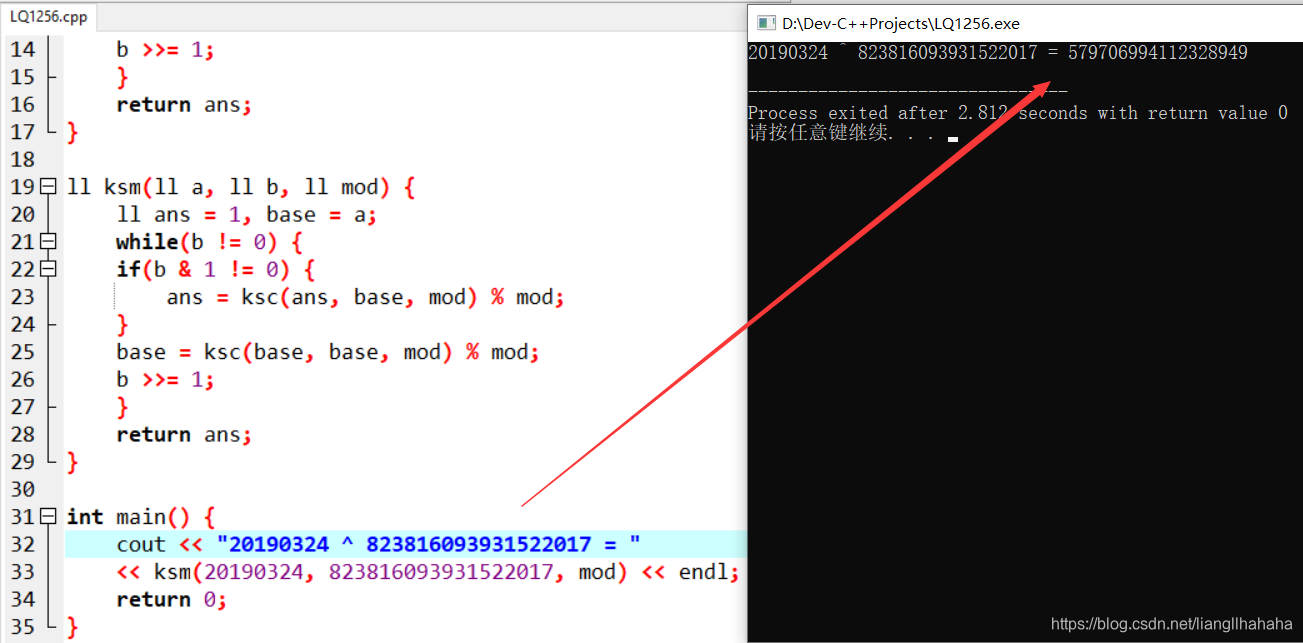 LQ1256.cpp
14 b >>= 1;
15 }
16 return ans;
17 }
18
19 ll ksm(ll a, ll b, ll mod) {
20 ll ans = 1, base = a;
21 while(b != 0) {
22 if(b & 1 != 0) {
23 ans = ksc(ans, base, mod) % mod;
24 }
25 base = ksc(base, base, mod) % mod;
26 b >>= 1;
27 }
28 return ans;
29 }
30
31 int main() {
32 cout << "20190324 ^ 823816093931522017 = "
33 << ksm(20190324, 823816093931522017, mod) << endl;
34 return 0;
35 }
D:\Dev-C++Projects\LQ1256.exe
20190324 ^ 823816093931522017 = 579706994112328949
--------------------------------
Process exited after 2.812 seconds with return value 0
请按任意键继续. . .
https://blog.csdn.net/liangllhahaha